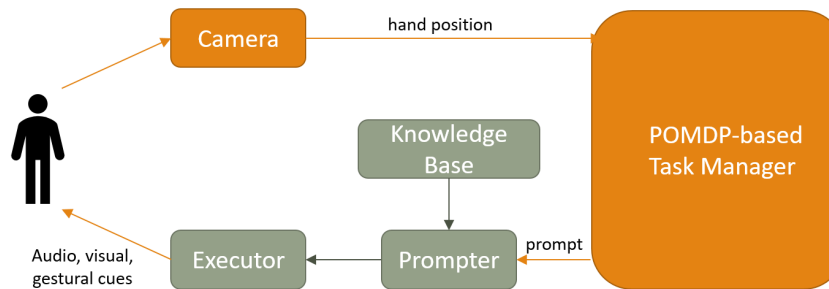 Camera
hand position
Knowledge
Base
POMDP-based
Task Manager
Audio, visual,
gestural cues
Executor
Prompter
prompt